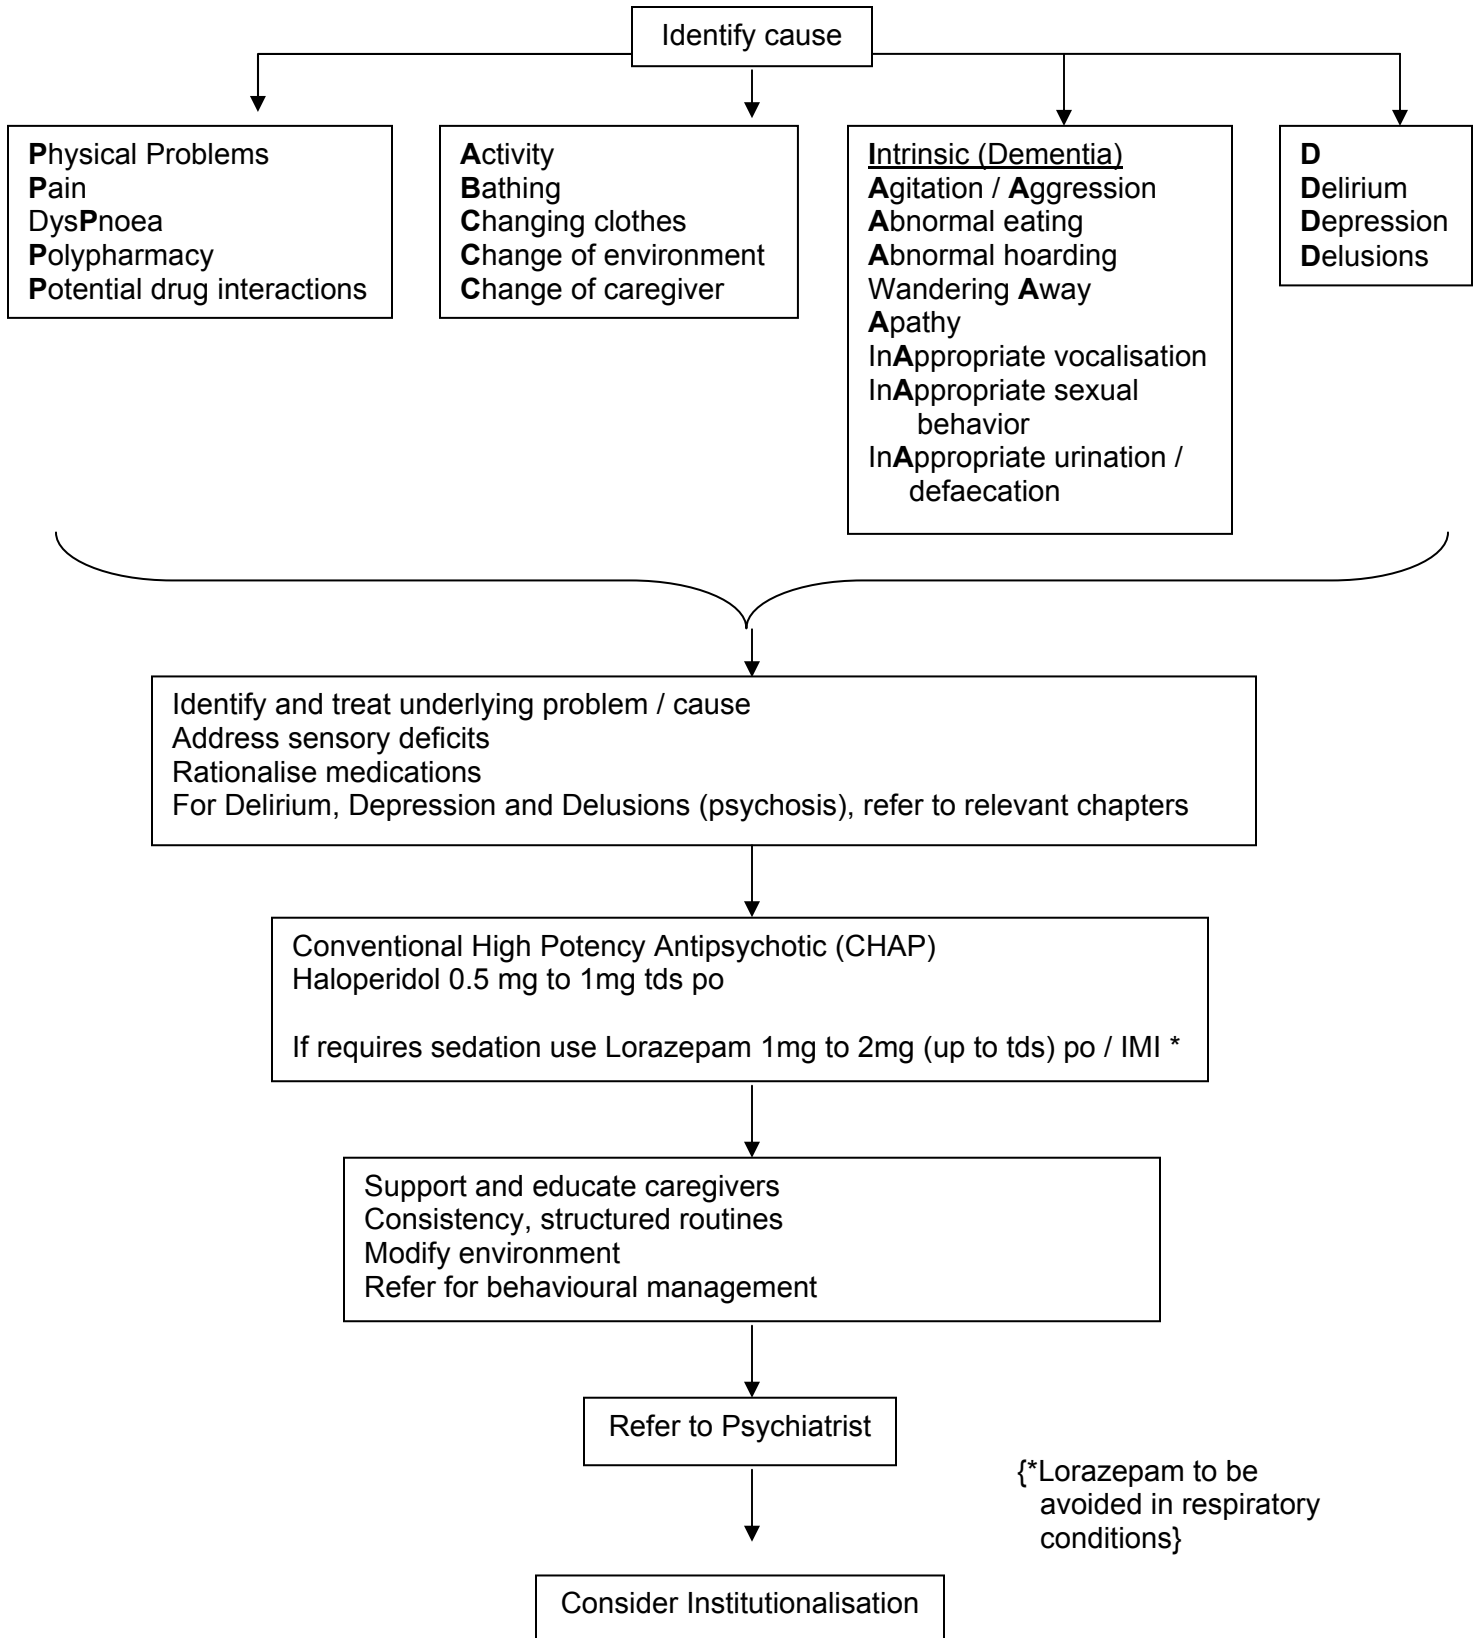 Identify cause
Physical Problems
Pain
DysPnoea
Polypharmacy
Potential drug interactions
Activity
Bathing
Changing clothes
Change of environment
Change of caregiver
Intrinsic (Dementia)
Agitation / Aggression
Abnormal eating
Abnormal hoarding
Wandering Away
Apathy
InAppropriate vocalisation
InAppropriate sexual
behavior
InAppropriate urination /
defaecation
D
Delirium
Depression
Delusions
Identify and treat underlying problem / cause
Address sensory deficits
Rationalise medications
For Delirium, Depression and Delusions (psychosis), refer to relevant chapters
Conventional High Potency Antipsychotic (CHAP)
Haloperidol 0.5 mg to 1mg tds po
If requires sedation use Lorazepam 1mg to 2mg (up to tds) po / IMI *
Support and educate caregivers
Consistency, structured routines
Modify environment
Refer for behavioural management
Refer to Psychiatrist
{*Lorazepam to be
avoided in respiratory
conditions}
Consider Institutionalisation